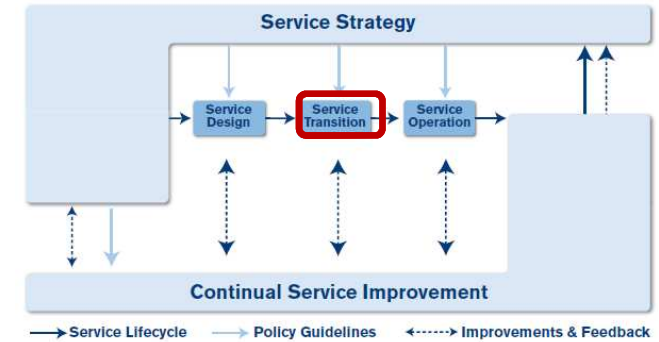 Service Strategy
Service
Design
Service
Transition
Service
Operation
Continual Service Improvement
Service Lifecycle
Policy Guidelines
Improvements & Feedback